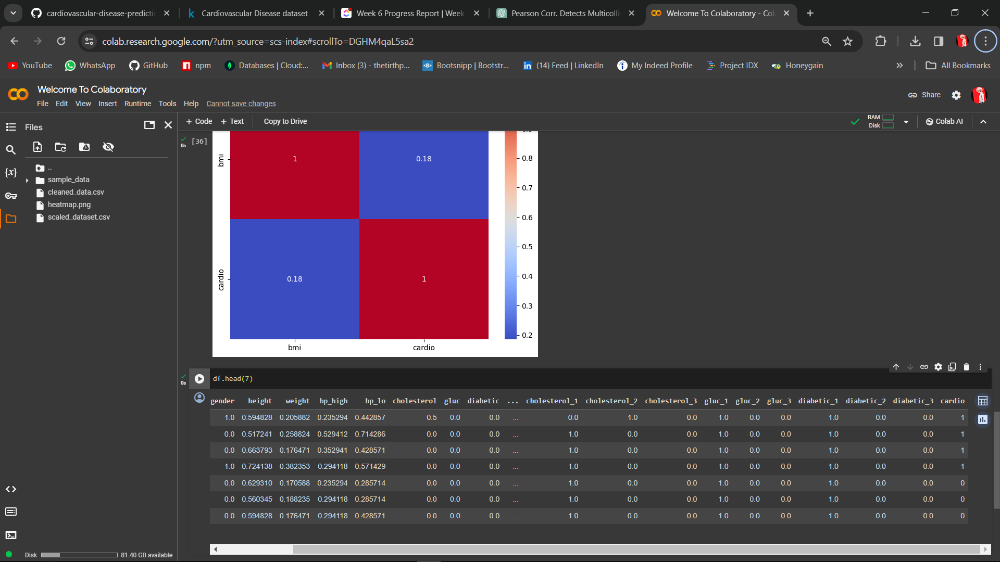 cardiovascular-disease-predictio
Cardiovascular Disease dataset
Week 6 Progress Report | Week
Pearson Corr. Detects Multicolli
Welcome To Colaboratory - Col
colab.research.google.com/?utm_source=scs-index#scrollTo=DGHM4qaL5sa2
YouTube
WhatsApp
GitHub
npm
Databases | Cloud:...
Inbox (3) - thetirthp...
Bootsnipp | Bootstr...
(14) Feed | LinkedIn
My Indeed Profile
Project IDX
Honeygain
All Bookmarks
Welcome To Colaboratory
File Edit View Insert Runtime Tools Help Cannot save changes
Share
Files
+ Code + Text Copy to Drive
RAM
Disk
Colab AI
..
sample_data
cleaned_data.csv
heatmap.png
scaled_dataset.csv
Disk 81.40 GB available
0s
[36]
bmi
1 0.18
cardio
0.18 1
bmi cardio
0.8
0.7
0.6
0.5
0.4
0.3
0.2
0s
df.head(7)
gender height weight bp_high bp_lo cholesterol gluc diabetic ... cholesterol_1 cholesterol_2 cholesterol_3 gluc_1 gluc_2 gluc_3 diabetic_1 diabetic_2 diabetic_3 cardio
1.0 0.594828 0.205882 0.235294 0.442857 0.5 0.0 0.0 ... 0.0 1.0 0.0 1.0 0.0 0.0 1.0 0.0 0.0 1
0.0 0.517241 0.258824 0.529412 0.714286 0.0 0.0 0.0 ... 1.0 0.0 0.0 1.0 0.0 0.0 1.0 0.0 0.0 1
0.0 0.663793 0.176471 0.352941 0.428571 0.0 0.0 0.0 ... 1.0 0.0 0.0 1.0 0.0 0.0 1.0 0.0 0.0 1
1.0 0.724138 0.382353 0.294118 0.571429 0.0 0.0 0.0 ... 1.0 0.0 0.0 1.0 0.0 0.0 1.0 0.0 0.0 1
0.0 0.629310 0.170588 0.235294 0.285714 0.0 0.0 0.0 ... 1.0 0.0 0.0 1.0 0.0 0.0 1.0 0.0 0.0 0
0.0 0.560345 0.188235 0.294118 0.285714 0.0 0.0 0.0 ... 1.0 0.0 0.0 1.0 0.0 0.0 1.0 0.0 0.0 0
0.0 0.594828 0.176471 0.294118 0.428571 0.0 0.0 0.0 ... 1.0 0.0 0.0 1.0 0.0 0.0 1.0 0.0 0.0 0